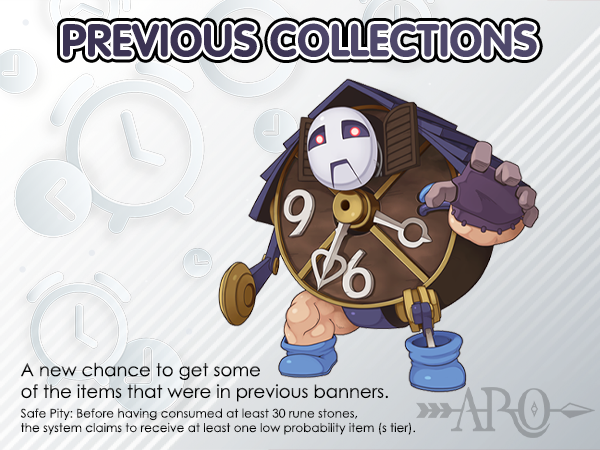 PREVIOUS COLLECTIONS
9
6
A new chance to get some
of the items that were in previous banners.
Safe Pity: Before having consumed at least 30 rune stones,
the system claims to receive at least one low probability item (s tier).
ARO